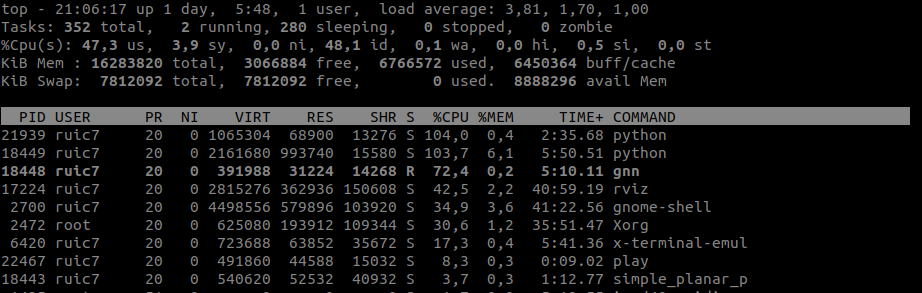 top - 21:06:17 up 1 day,  5:48,  1 user,  load average: 3,81, 1,70, 1,00
Tasks: 352 total,   2 running, 280 sleeping,   0 stopped,   0 zombie
%Cpu(s): 47,3 us,  3,9 sy,  0,0 ni, 48,1 id,  0,1 wa,  0,0 hi,  0,5 si,  0,0 st
KiB Mem : 16283820 total,  3066884 free,  6766572 used,  6450364 buff/cache
KiB Swap:  7812092 total,  7812092 free,        0 used.  8888296 avail Mem
PID USER PR NI VIRT RES SHR S %CPU %MEM TIME+ COMMAND
21939 ruic7 20 0 1065304 68900 13276 S 104,0 0,4 2:35.68 python
18449 ruic7 20 0 2161680 993740 15580 S 103,7 6,1 5:50.51 python
18448 ruic7 20 0 391988 31224 14268 R 72,4 0,2 5:10.11 gnn
17224 ruic7 20 0 2815276 362936 150608 S 42,5 2,2 40:59.19 rviz
2700 ruic7 20 0 4498556 579896 103920 S 34,9 3,6 41:22.56 gnome-shell
2472 root 20 0 625080 193912 109344 S 30,6 1,2 35:51.47 Xorg
6420 ruic7 20 0 723688 63852 35672 S 17,3 0,4 5:41.36 x-terminal-emul
22467 ruic7 20 0 491860 44588 15032 S 8,3 0,3 0:09.02 play
18443 ruic7 20 0 540620 52532 40932 S 3,7 0,3 1:12.77 simple_planar_p